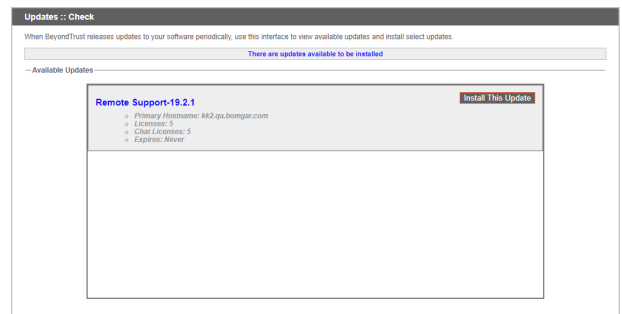 Updates :: Check
When BeyondTrust releases updates to your software periodically, use this interface to view available updates and install select updates.
There are updates available to be installed
Available Updates
Remote Support-19.2.1
Install This Update
Primary Hostname: kk2.qa.bomgar.com
Licenses: 5
Chat Licenses: 5
Expires: Never